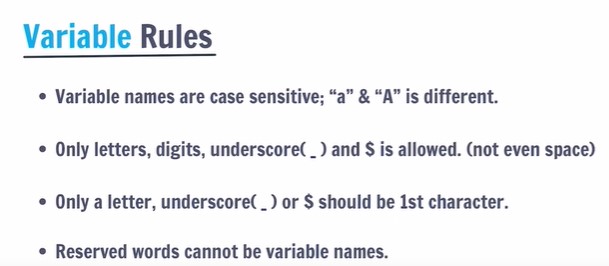 Variable Rules
• Variable names are case sensitive; “a” & “A” is different.
• Only letters, digits, underscore( _ ) and $ is allowed. (not even space)
• Only a letter, underscore( _ ) or $ should be 1st character.
• Reserved words cannot be variable names.